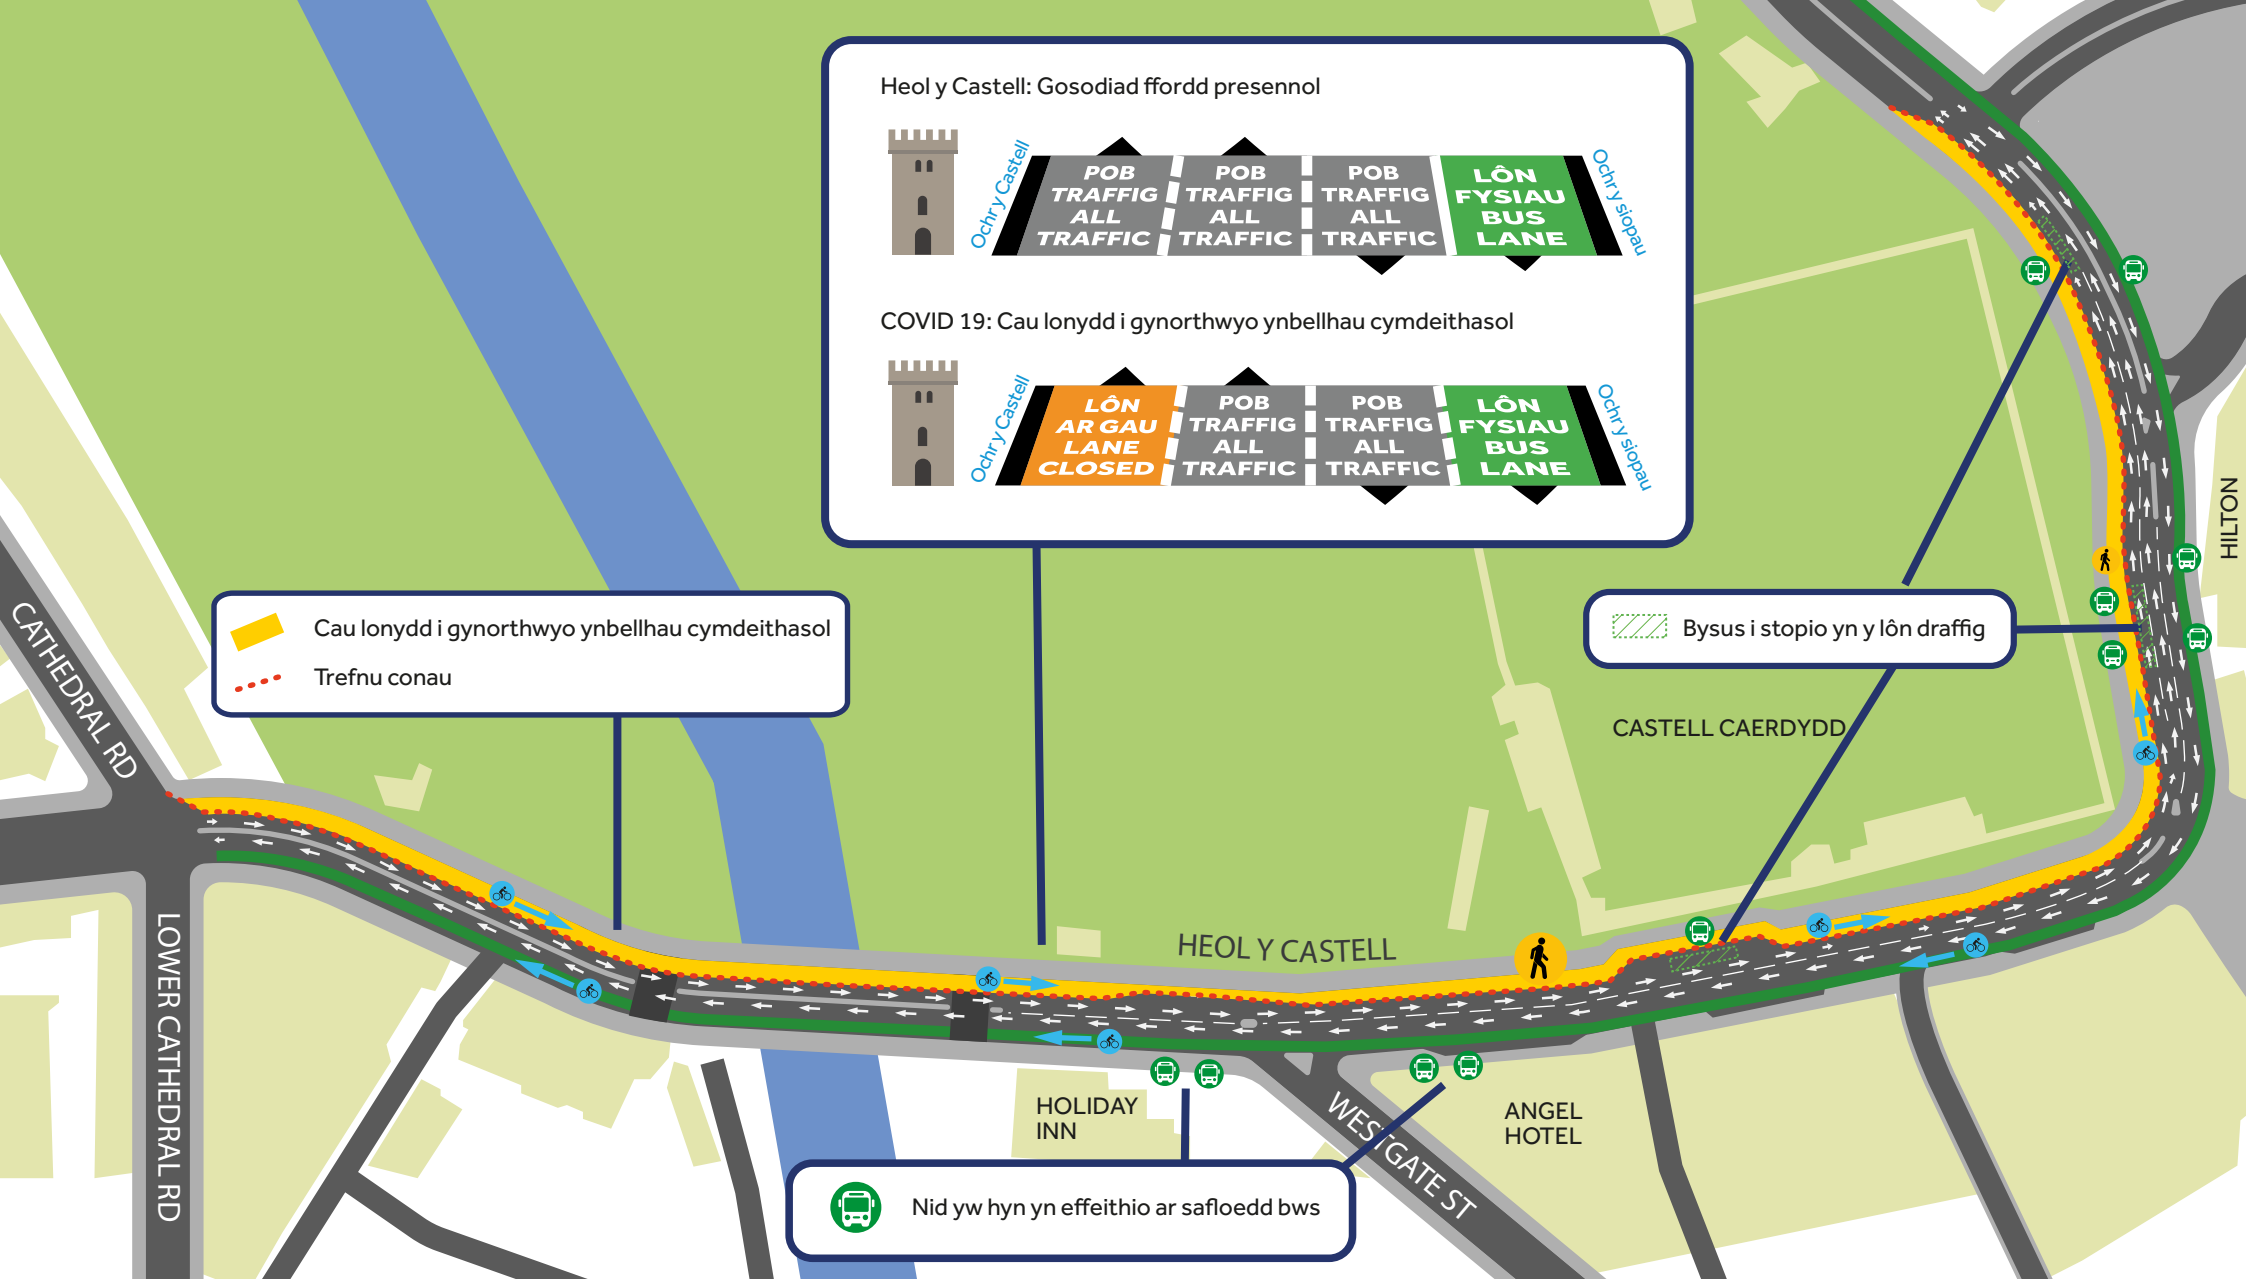 Heol y Castell: Gosodiad ffordd presennol
Ochr y Castell
POB
TRAFFIG
ALL
TRAFFIC
POB
TRAFFIG
ALL
TRAFFIC
POB
TRAFFIG
ALL
TRAFFIC
LÔN
FYSIAU
BUS
LANE
Ochr y siopau
COVID 19: Cau lonydd i gynorthwyo ynbellhau cymdeithasol
Ochr y Castell
LÔN
AR GAU
LANE
CLOSED
POB
TRAFFIG
ALL
TRAFFIC
POB
TRAFFIG
ALL
TRAFFIC
LÔN
FYSIAU
BUS
LANE
Ochr y siopau
HILTON
Cau lonydd i gynorthwyo ynbellhau cymdeithasol
Trefnu conau
Bysus i stopio yn y lôn draffig
CATHEDRAL RD
CASTELL CAERDYDD
HEOL Y CASTELL
LOWER CATHEDRAL RD
HOLIDAY
INN
WESTGATE ST
ANGEL
HOTEL
Nid yw hyn yn effeithio ar safloedd bws